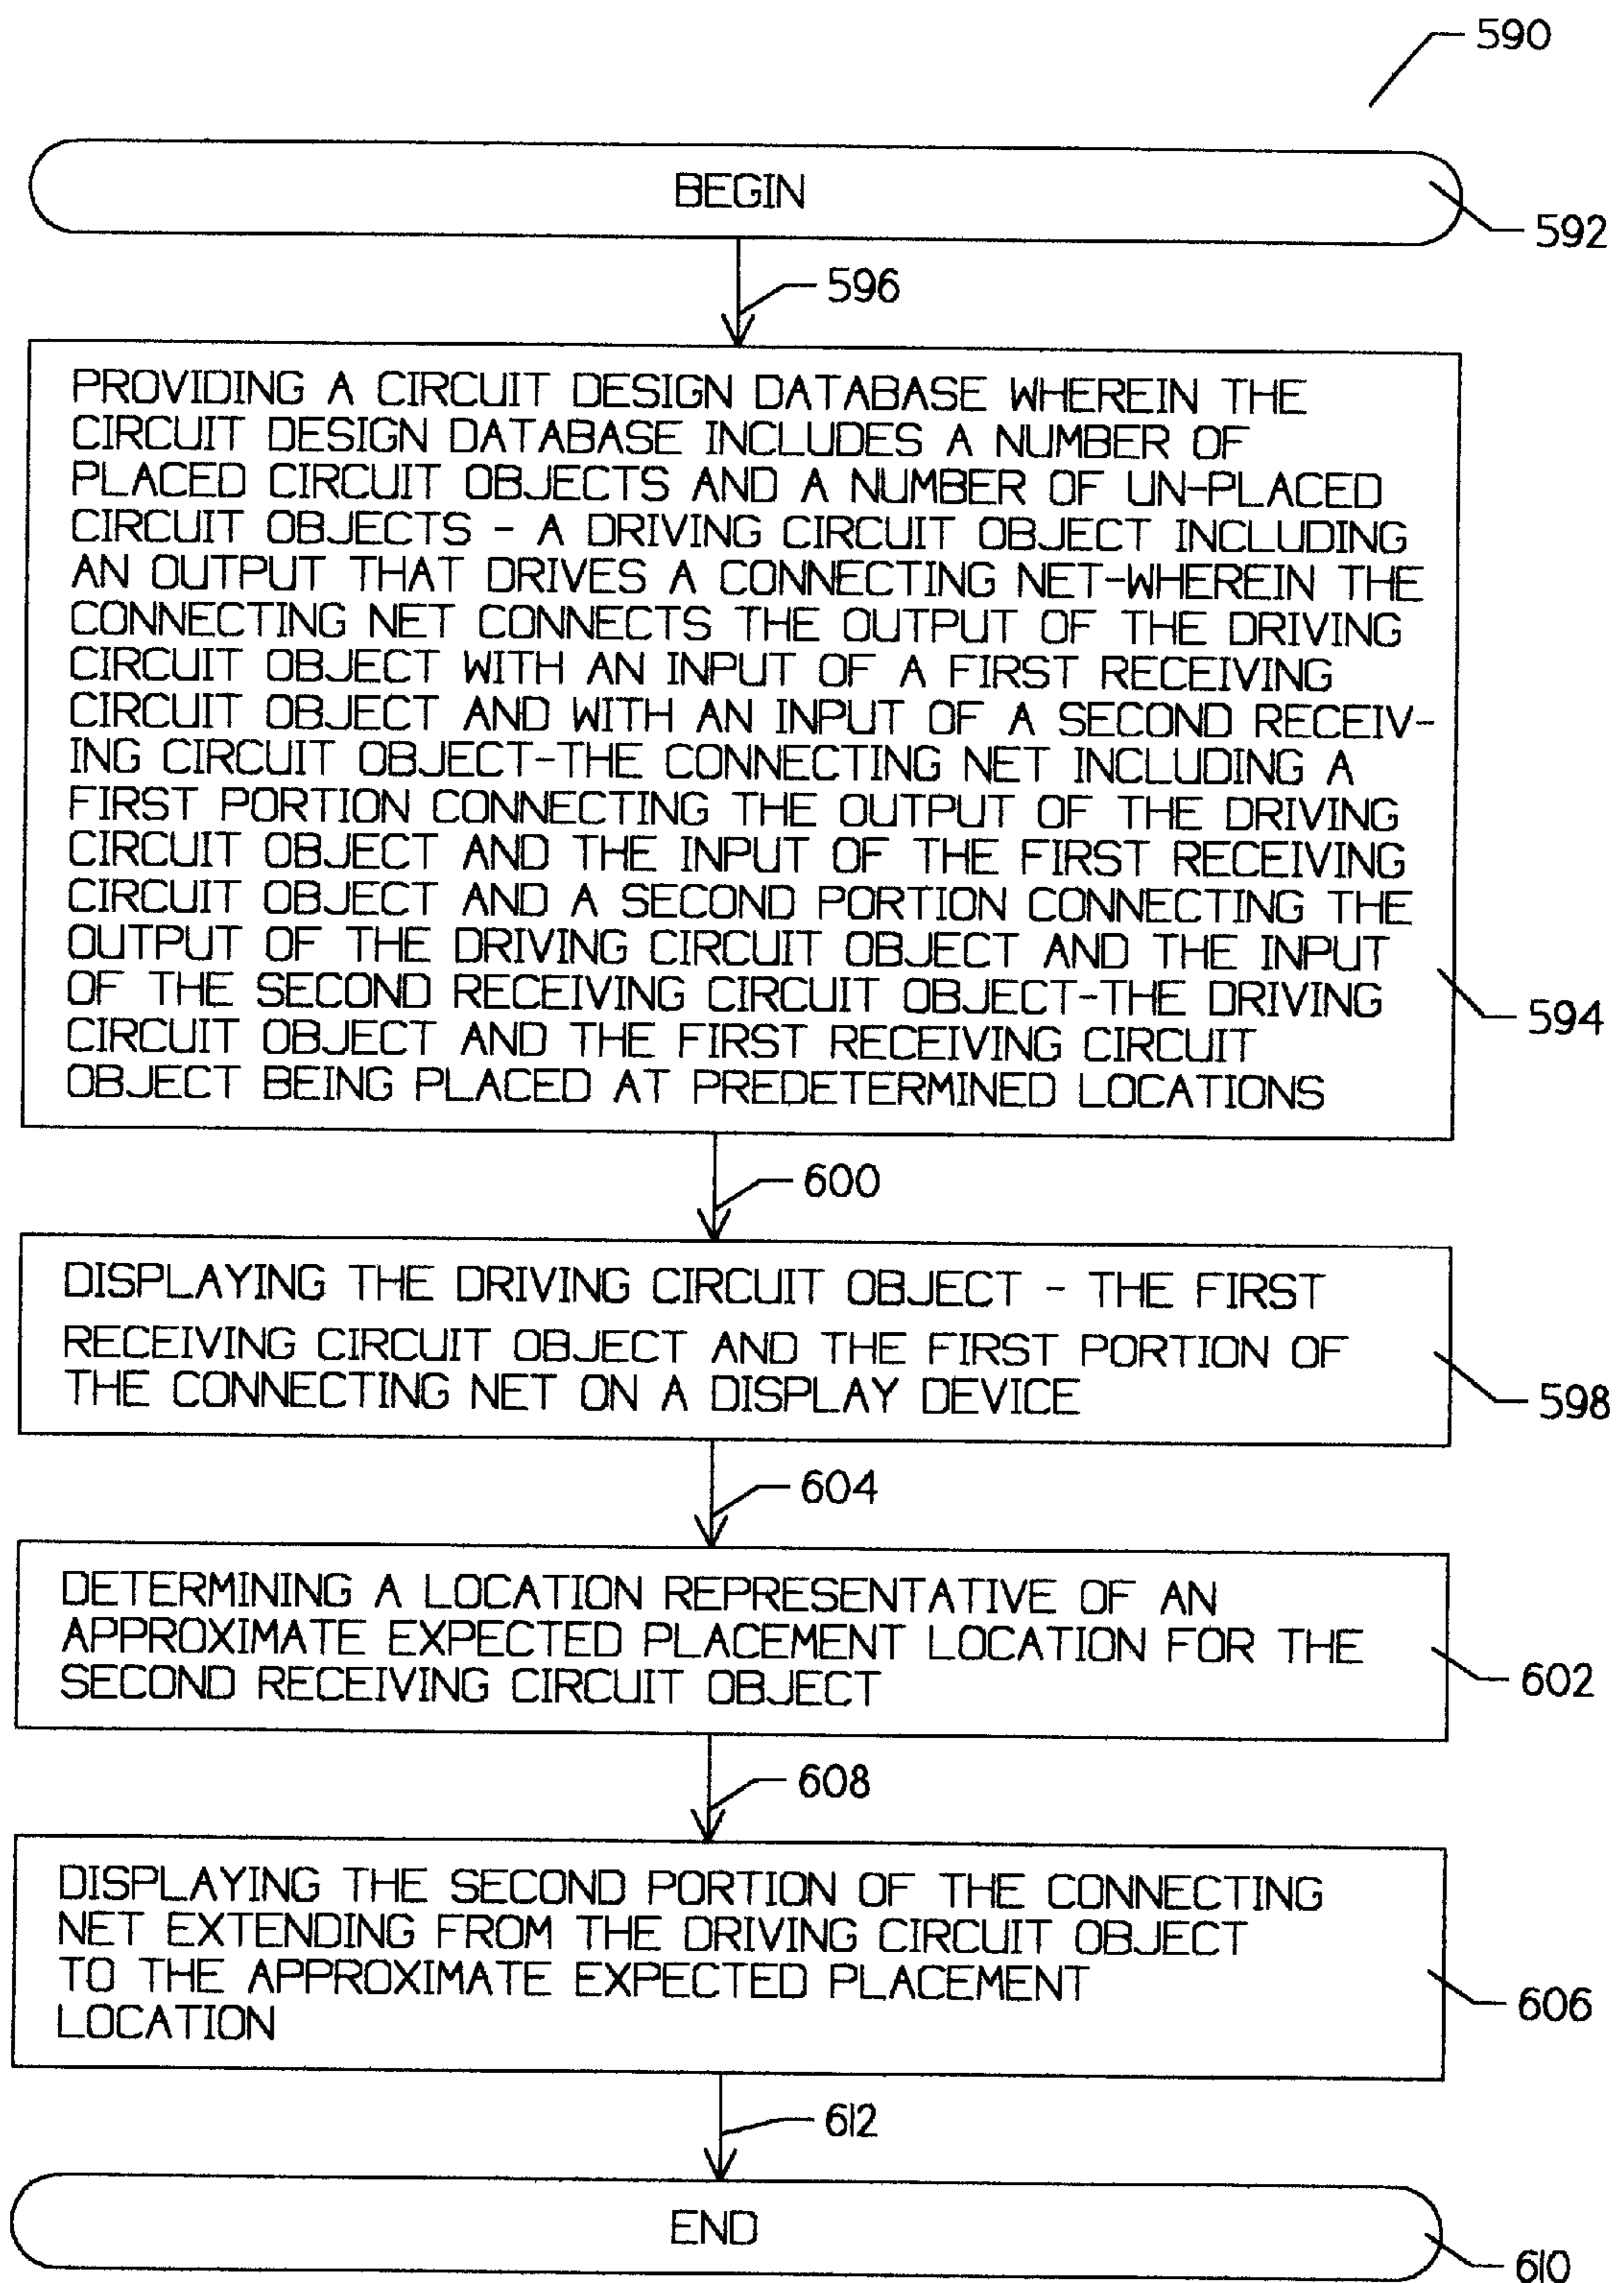 590
BEGIN
592
596
PROVIDING A CIRCUIT DESIGN DATABASE WHEREIN THE
CIRCUIT DESIGN DATABASE INCLUDES A NUMBER OF
PLACED CIRCUIT OBJECTS AND A NUMBER OF UN-PLACED
CIRCUIT OBJECTS - A DRIVING CIRCUIT OBJECT INCLUDING
AN OUTPUT THAT DRIVES A CONNECTING NET-WHEREIN THE
CONNECTING NET CONNECTS THE OUTPUT OF THE DRIVING
CIRCUIT OBJECT WITH AN INPUT OF A FIRST RECEIVING
CIRCUIT OBJECT AND WITH AN INPUT OF A SECOND RECEIV-
ING CIRCUIT OBJECT-THE CONNECTING NET INCLUDING A
FIRST PORTION CONNECTING THE OUTPUT OF THE DRIVING
CIRCUIT OBJECT AND THE INPUT OF THE FIRST RECEIVING
CIRCUIT OBJECT AND A SECOND PORTION CONNECTING THE
OUTPUT OF THE DRIVING CIRCUIT OBJECT AND THE INPUT
OF THE SECOND RECEIVING CIRCUIT OBJECT-THE DRIVING
CIRCUIT OBJECT AND THE FIRST RECEIVING CIRCUIT
OBJECT BEING PLACED AT PREDETERMINED LOCATIONS
594
600
DISPLAYING THE DRIVING CIRCUIT OBJECT - THE FIRST
RECEIVING CIRCUIT OBJECT AND THE FIRST PORTION OF
THE CONNECTING NET ON A DISPLAY DEVICE
598
604
DETERMINING A LOCATION REPRESENTATIVE OF AN
APPROXIMATE EXPECTED PLACEMENT LOCATION FOR THE
SECOND RECEIVING CIRCUIT OBJECT
602
608
DISPLAYING THE SECOND PORTION OF THE CONNECTING
NET EXTENDING FROM THE DRIVING CIRCUIT OBJECT
TO THE APPROXIMATE EXPECTED PLACEMENT
LOCATION
606
612
END
610